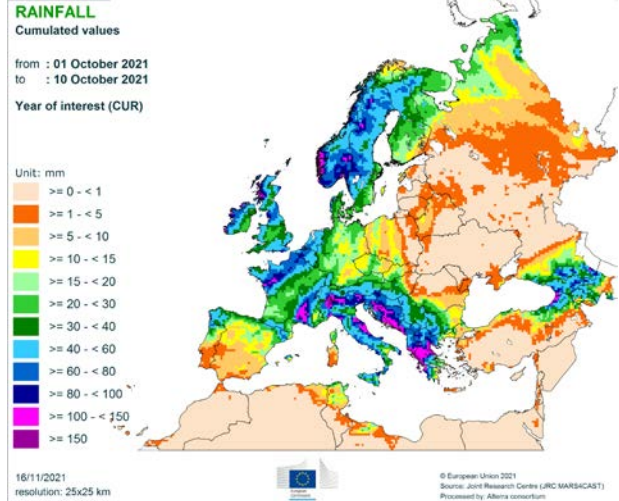 RAINFALL
Cumulated values
from : 01 October 2021
to : 10 October 2021
Year of interest (CUR)
Unit: mm
>= 0 - < 1
>= 1 - < 5
>= 5 - < 10
>= 10 - < 15
>= 15 - < 20
>= 20 - < 30
>= 30 - < 40
>= 40 - < 60
>= 60 - < 80
>= 80 - < 100
>= 100 - < 150
>= 150
16/11/2021
resolution: 25x25 km
European
Commission
© European Union 2021
Source: Joint Research Centre (JRC MARS4CAST)
Processed by: Alterra consortium